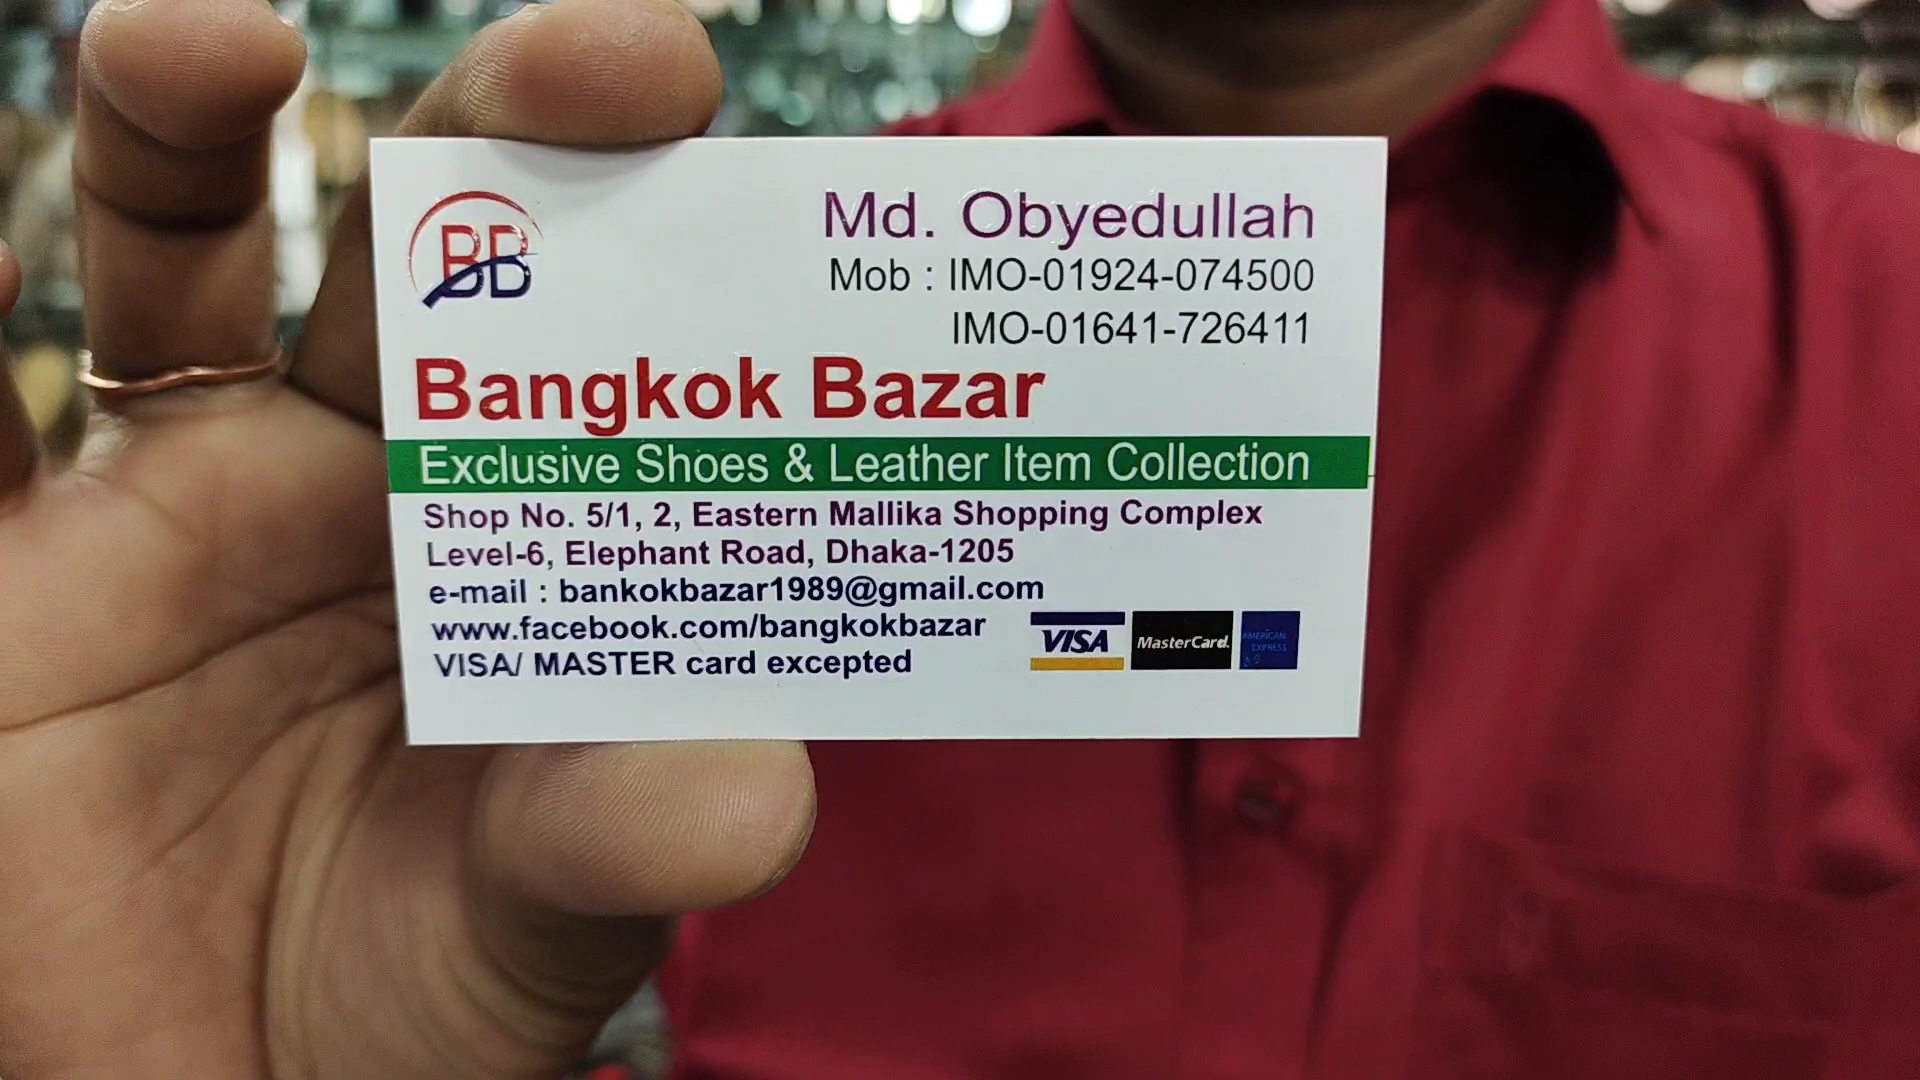 BB
Md. Obyedullah
Mob : IMO-01924-074500
IMO-01641-726411
Bangkok Bazar
Exclusive Shoes & Leather Item Collection
Shop No. 5/1, 2, Eastern Mallika Shopping Complex
Level-6, Elephant Road, Dhaka-1205
e-mail : bankokbazar1989@gmail.com
www.facebook.com/bangkokbazar
VISA/ MASTER card excepted
VISA MasterCard. AMERICAN EXPRESS